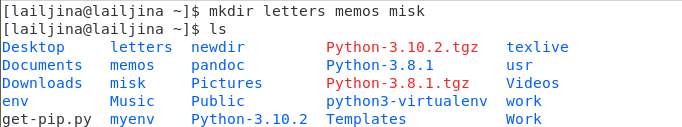 [lailjina@lailjina ~]$ mkdir letters memos misk
[lailjina@lailjina ~]$ ls
Desktop    letters  newdir         Python-3.10.2.tgz   texlive
Documents  memos    pandoc         Python-3.8.1        usr
Downloads  misk     Pictures       Python-3.8.1.tgz    Videos
env        Music    Public         python3-virtualenv  work
get-pip.py myenv    Python-3.10.2  Templates           Work